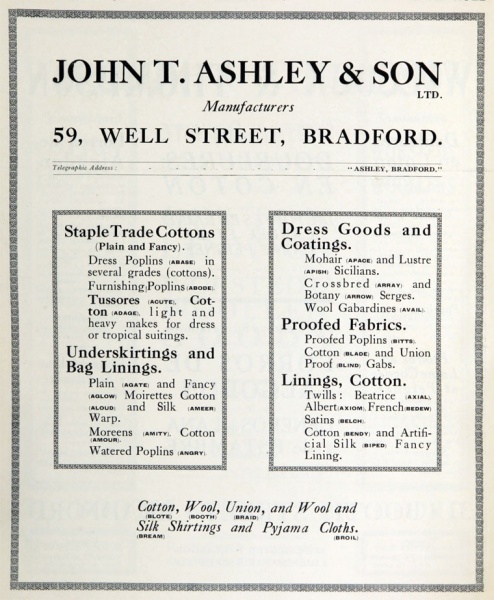 JOHN T. ASHLEY & SON
LTD.
Manufacturers
59, WELL STREET, BRADFORD.
Telegraphic Address: "ASHLEY, BRADFORD."
Staple Trade Cottons
(Plain and Fancy).
Dress Poplins (ABASE) in
several grades (cottons).
Furnishing Poplins (ABODE).
Tussores (ACUTE), Cot-
ton (ADAGE), light and
heavy makes for dress
or tropical suitings.
Underskirtings and
Bag Linings.
Plain (AGATE) and Fancy
(AGLOW) Moirettes Cotton
(ALOUD) and Silk (AMEER)
Warp.
Moreens (AMITY), Cotton
(AMOUR).
Watered Poplins (ANGRY).
Dress Goods and
Coatings.
Mohair (APACE) and Lustre
(APISH) Sicilians.
Crossbred (ARRAY) and
Botany (ARROW) Serges.
Wool Gabardines (AVAIL).
Proofed Fabrics.
Proofed Poplins (BITTS).
Cotton (BLADE) and Union
Proof (BLIND) Gabs.
Linings, Cotton.
Twills: Beatrice (AXIAL),
Albert (AXIOM), French (BEDEW)
Satins (BELCH).
Cotton (BENDY) and Artifi-
cial Silk (BIPED) Fancy
Lining.
Cotton, Wool, Union, and Wool and
(BLOTE) (BOOTH) (BRAID)
Silk Shirtings and Pyjama Cloths.
(BREAM) (BROIL)